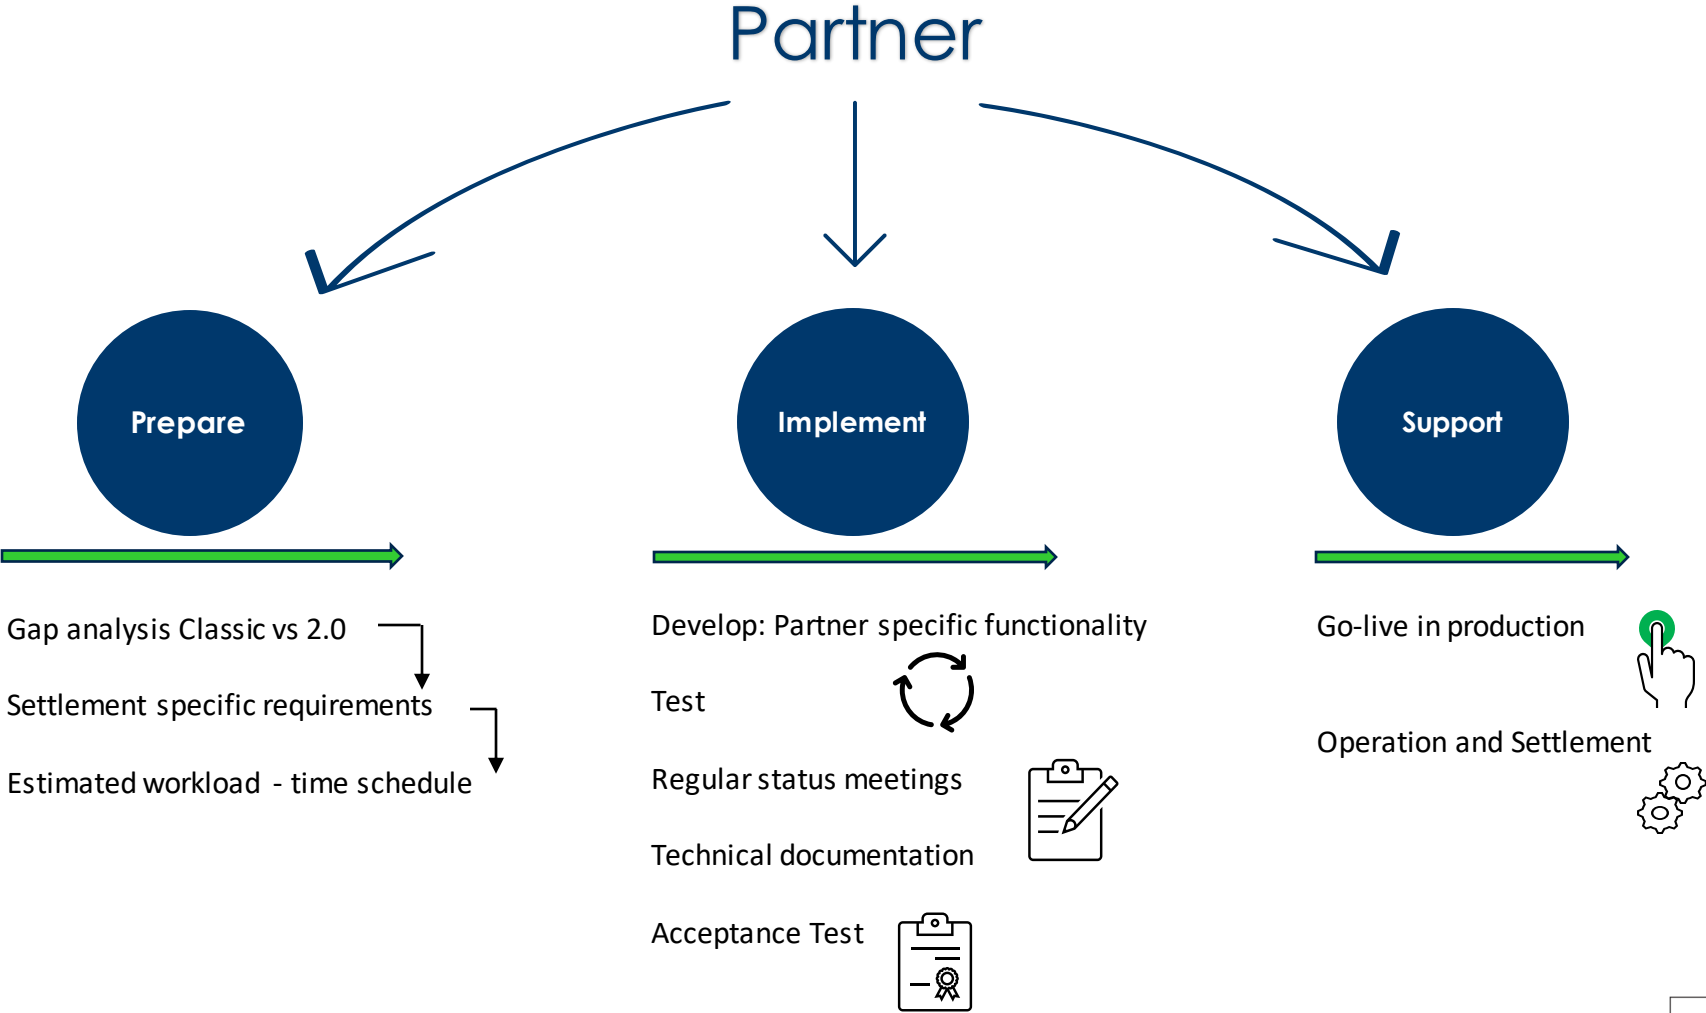 Partner
Prepare
Implement
Support
Gap analysis Classic vs 2.0
Settlement specific requirements
Estimated workload - time schedule
Develop: Partner specific functionality
Test
Regular status meetings
Technical documentation
Acceptance Test
Go-live in production
Operation and Settlement